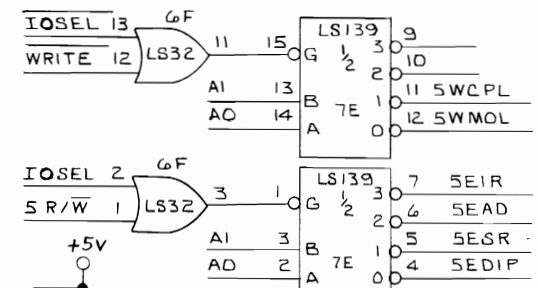 6F
IOSEL 13
LS32
WRITE 12
11
15
LS139
G
1/2
3
9
2
10
A1
13
B
7E
1
11
5WCPL
A0
14
A
0
12
5WMOL
6F
IOSEL 2
LS32
5 R/W 1
3
1
LS139
G
1/2
3
7
5EIR
2
6
5EAD
A1
3
B
7E
1
5
5ESR
A0
2
A
0
4
5EDIP
+5V